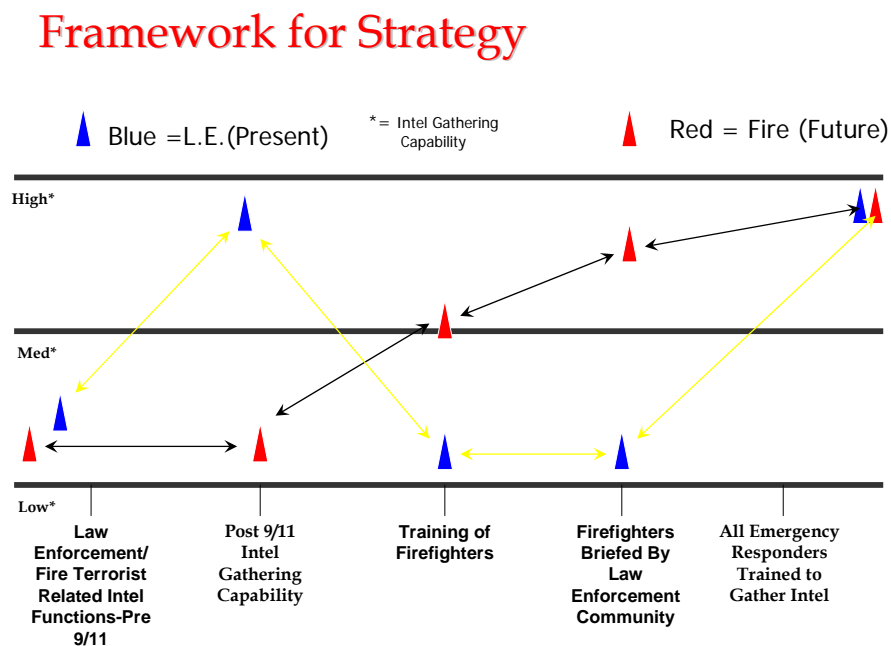 Framework for Strategy
Blue =L.E.(Present)
*= Intel Gathering
Capability
Red = Fire (Future)
High*
Med*
Low*
Law
Enforcement/
Fire Terrorist
Related Intel
Functions-Pre
9/11
Post 9/11
Intel
Gathering
Capability
Training of
Firefighters
Firefighters
Briefed By
Law
Enforcement
Community
All Emergency
Responders
Trained to
Gather Intel